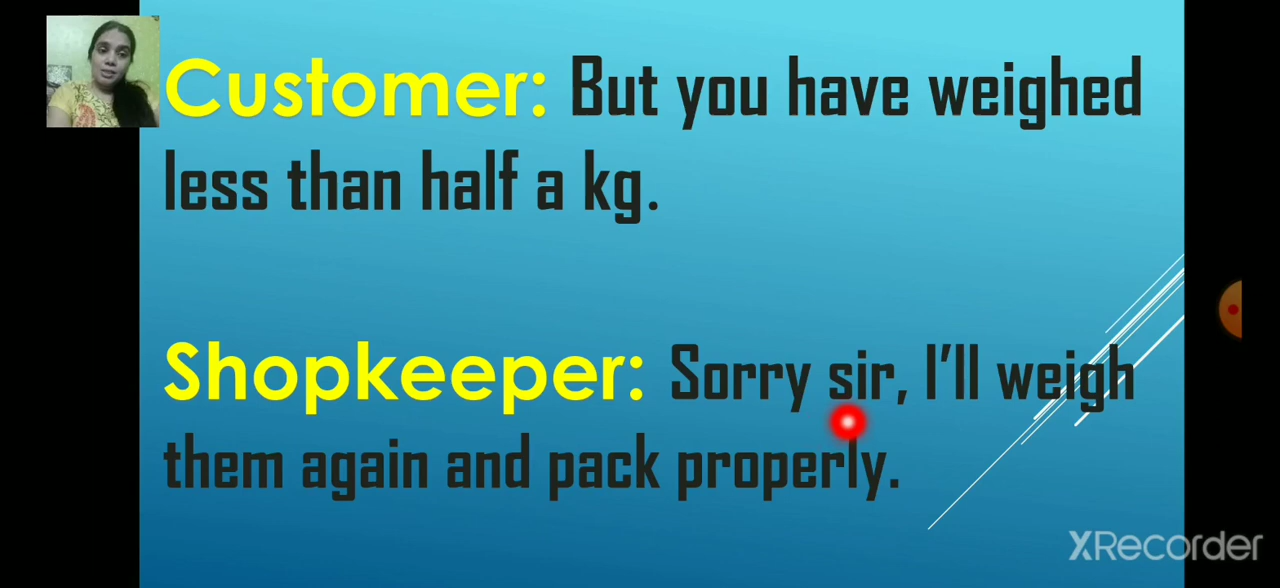 Customer: But you have weighed
less than half a kg.
Shopkeeper: Sorry sir, I'll weigh
them again and pack properly.
XRecorder